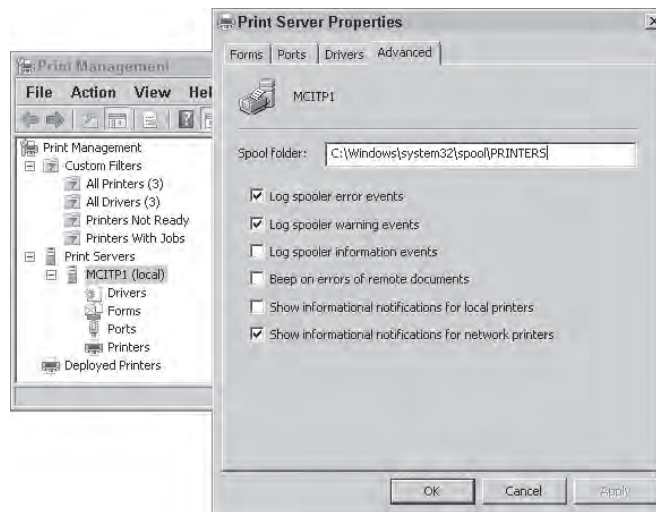 Print Management
File Action View Hel
Print Management
Custom Filters
All Printers (3)
All Drivers (3)
Printers Not Ready
Printers With Jobs
Print Servers
MCITP1 (local)
Drivers
Forms
Ports
Printers
Deployed Printers
Print Server Properties
Forms Ports Drivers Advanced
MCITP1
Spool folder: C:\Windows\system32\spool\PRINTERS
Log spooler error events
Log spooler warning events
Log spooler information events
Beep on errors of remote documents
Show informational notifications for local printers
Show informational notifications for network printers
OK Cancel Apply